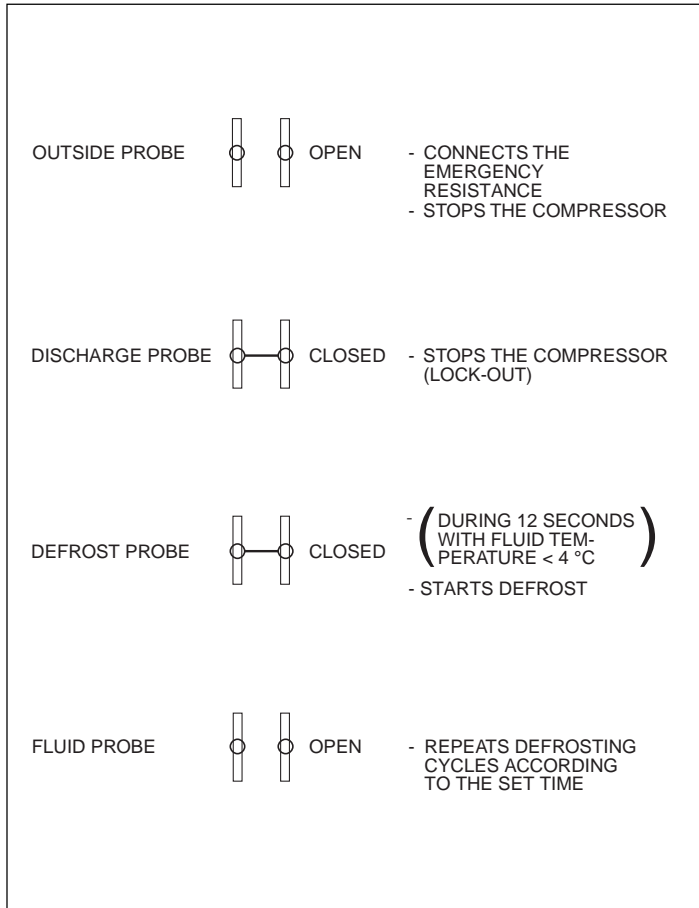 OUTSIDE PROBE OPEN - CONNECTS THE
EMERGENCY
RESISTANCE
- STOPS THE COMPRESSOR
DISCHARGE PROBE CLOSED - STOPS THE COMPRESSOR
(LOCK-OUT)
DEFROST PROBE CLOSED - (DURING 12 SECONDS
WITH FLUID TEM-
PERATURE < 4 °C)
- STARTS DEFROST
FLUID PROBE OPEN - REPEATS DEFROSTING
CYCLES ACCORDING
TO THE SET TIME